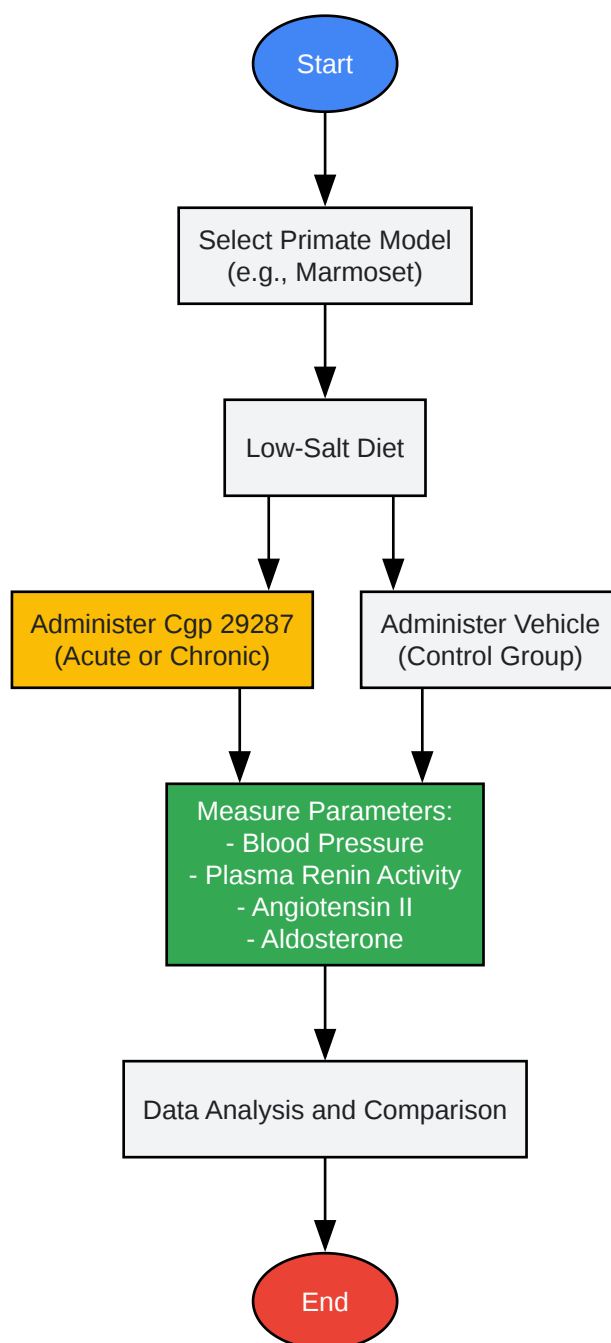 Start
Select Primate Model
(e.g., Marmoset)
Low-Salt Diet
Administer Cgp 29287
(Acute or Chronic)
Administer Vehicle
(Control Group)
Measure Parameters:
- Blood Pressure
- Plasma Renin Activity
- Angiotensin II
- Aldosterone
Data Analysis and Comparison
End